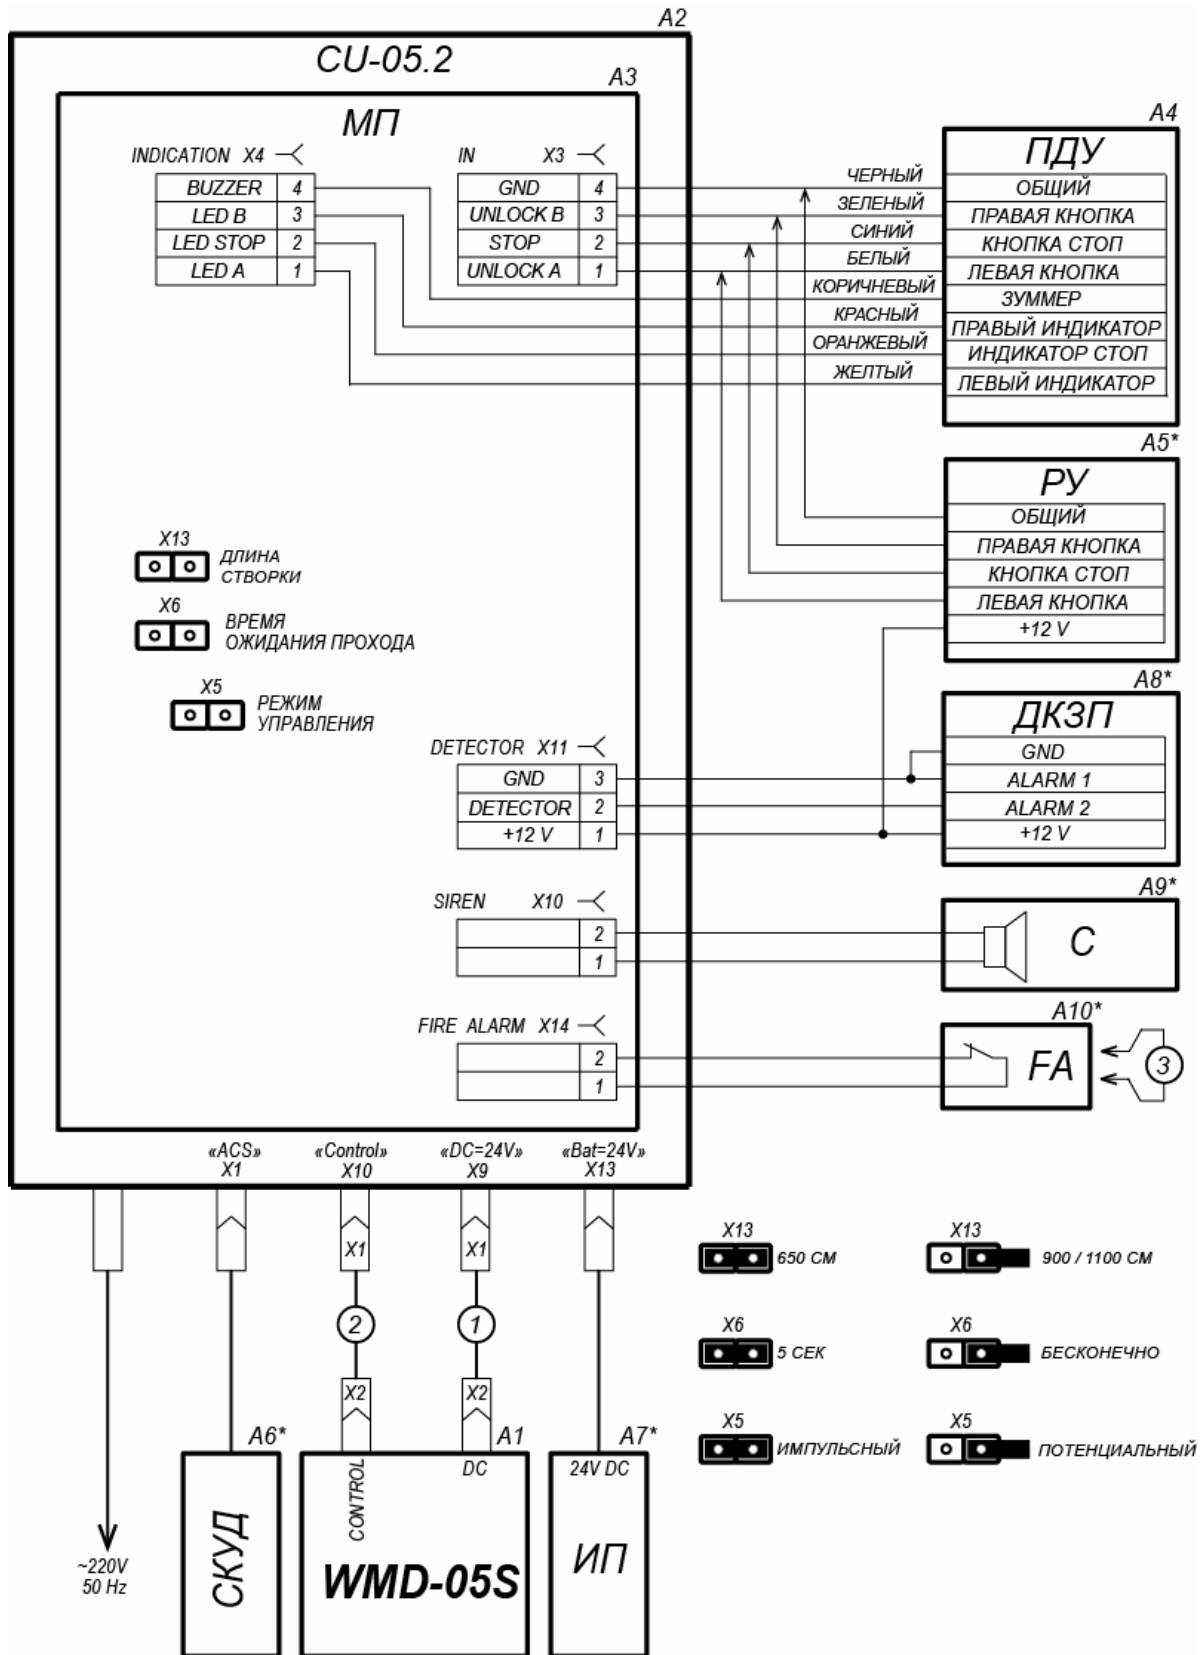 A2
CU-05.2
A3
МП
INDICATION X4
BUZZER 4
LED B 3
LED STOP 2
LED A 1
IN X3
GND 4
UNLOCK B 3
STOP 2
UNLOCK A 1
ЧЕРНЫЙ
ЗЕЛЕНЫЙ
СИНИЙ
БЕЛЫЙ
КОРИЧНЕВЫЙ
КРАСНЫЙ
ОРАНЖЕВЫЙ
ЖЕЛТЫЙ
A4
ПДУ
ОБЩИЙ
ПРАВАЯ КНОПКА
КНОПКА СТОП
ЛЕВАЯ КНОПКА
ЗУММЕР
ПРАВЫЙ ИНДИКАТОР
ИНДИКАТОР СТОП
ЛЕВЫЙ ИНДИКАТОР
A5*
РУ
ОБЩИЙ
ПРАВАЯ КНОПКА
КНОПКА СТОП
ЛЕВАЯ КНОПКА
+12 V
X13
ДЛИНА
СТВОРКИ
X6
ВРЕМЯ
ОЖИДАНИЯ ПРОХОДА
X5
РЕЖИМ
УПРАВЛЕНИЯ
A8*
ДКЗП
GND
ALARM 1
ALARM 2
+12 V
DETECTOR X11
GND 3
DETECTOR 2
+12 V 1
SIREN X10
2
1
A9*
C
FIRE ALARM X14
2
1
A10*
FA
3
«ACS»
X1
«Control»
X10
«DC=24V»
X9
«Bat=24V»
X13
X1
X1
2
1
X2
X2
~220V
50 Hz
A6*
СКУД
A1
CONTROL
DC
WMD-05S
A7*
24V DC
ИП
X13
650 СМ
X13
900 / 1100 СМ
X6
5 СЕК
X6
БЕСКОНЕЧНО
X5
ИМПУЛЬСНЫЙ
X5
ПОТЕНЦИАЛЬНЫЙ